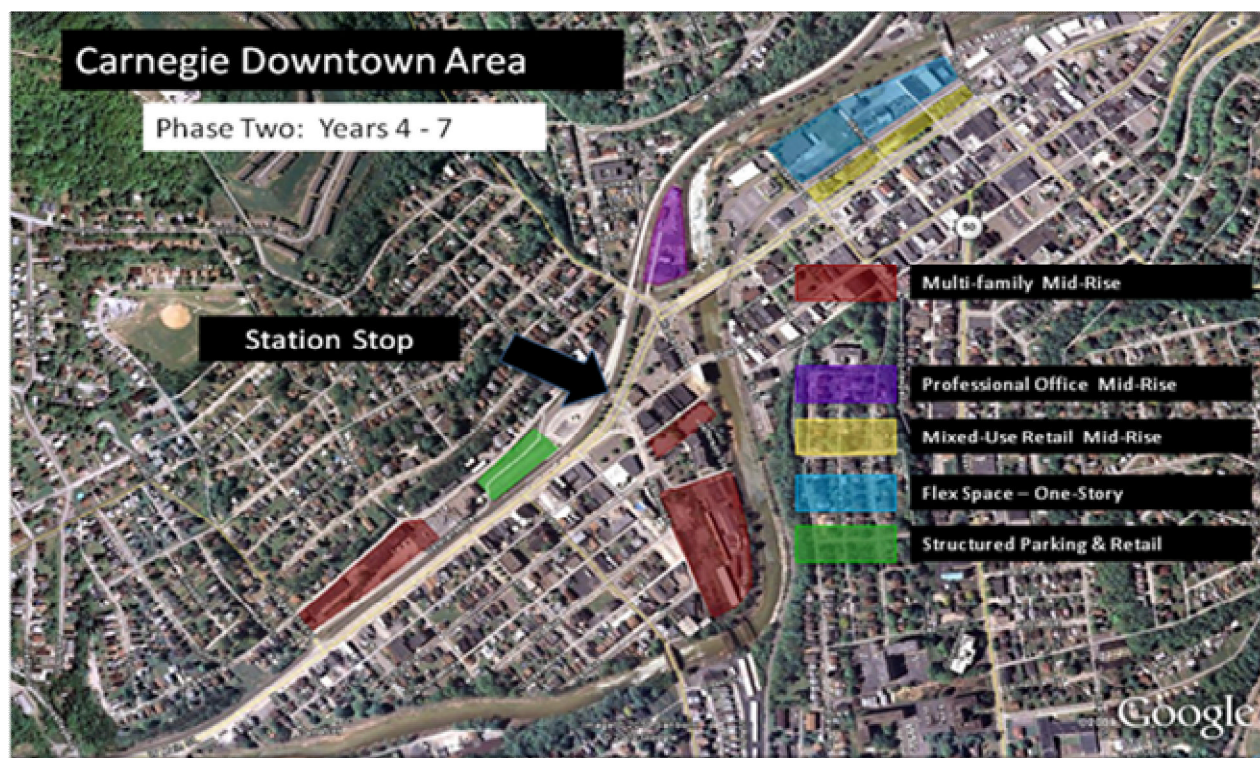 Carnegie Downtown Area
Phase Two: Years 4 - 7
50
Multi-family Mid-Rise
Station Stop
Professional Office Mid-Rise
Mixed-Use Retail Mid-Rise
Flex Space – One-Story
Structured Parking & Retail
Google